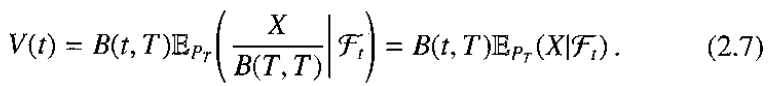 V(t) = B(t, T)𝔼_{P_T}( X / B(T, T) | ℱ_t ) = B(t, T)𝔼_{P_T}(X|ℱ_t) . (2.7)